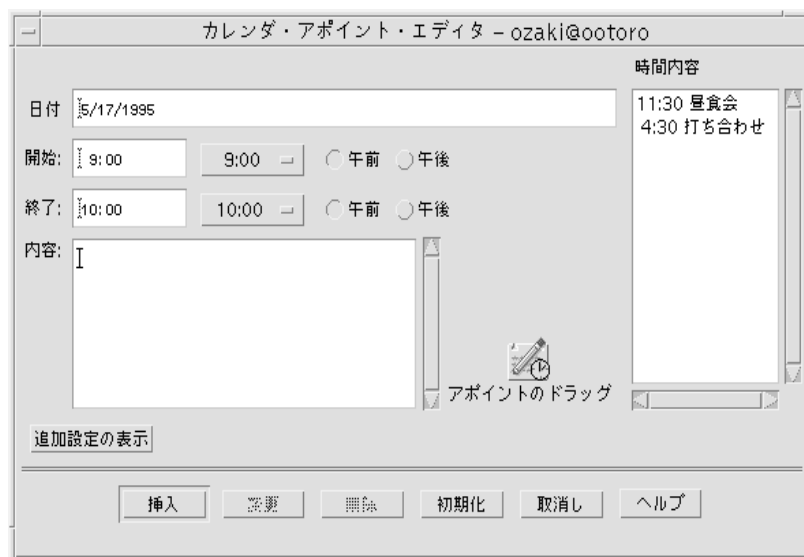 カレンダ・アポイント・エディタ – ozaki@ootoro
時間内容
11:30 昼食会
4:30 打ち合わせ
日付 5/17/1995
開始: 9:00 9:00 午前 午後
終了: 10:00 10:00 午前 午後
内容:
アポイントのドラッグ
追加設定の表示
挿入 変更 削除 初期化 取消し ヘルプ